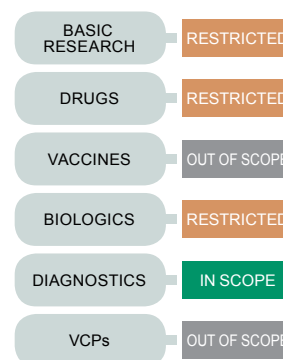 BASIC
RESEARCH
RESTRICTED
DRUGS
RESTRICTED
VACCINES
OUT OF SCOPE
BIOLOGICS
RESTRICTED
DIAGNOSTICS
IN SCOPE
VCPs
OUT OF SCOPE